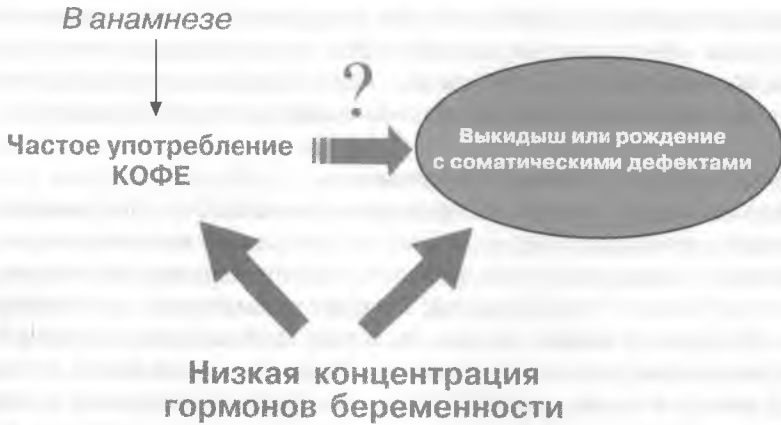 В анамнезе
?
Частое употребление
КОФЕ
Выкидыш или рождение
с соматическими дефектами
Низкая концентрация
гормонов беременности